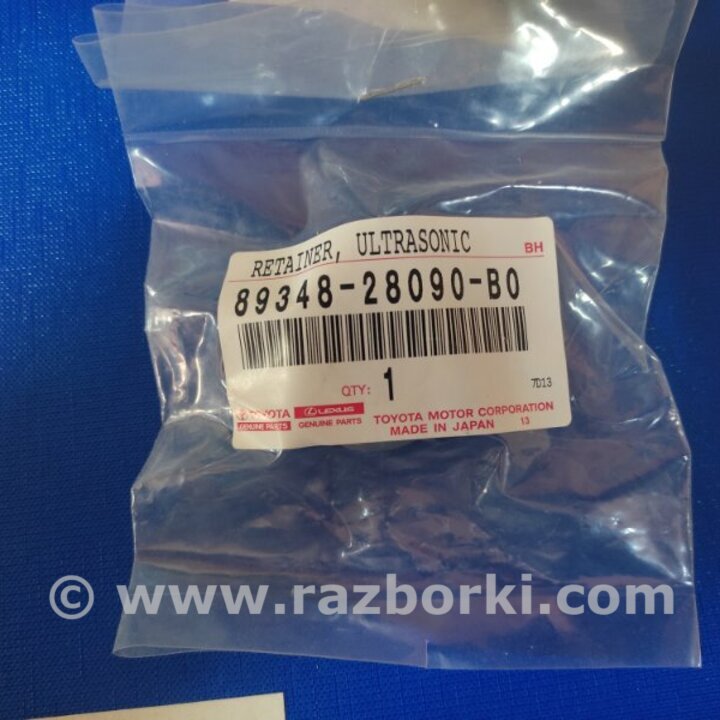 RETAINER, ULTRASONIC BH
89348-28090-B0
QTY: 1 7D13
TOYOTA LEXUS TOYOTA MOTOR CORPORATION
GENUINE PARTS GENUINE PARTS MADE IN JAPAN 13
© www.razborki.com